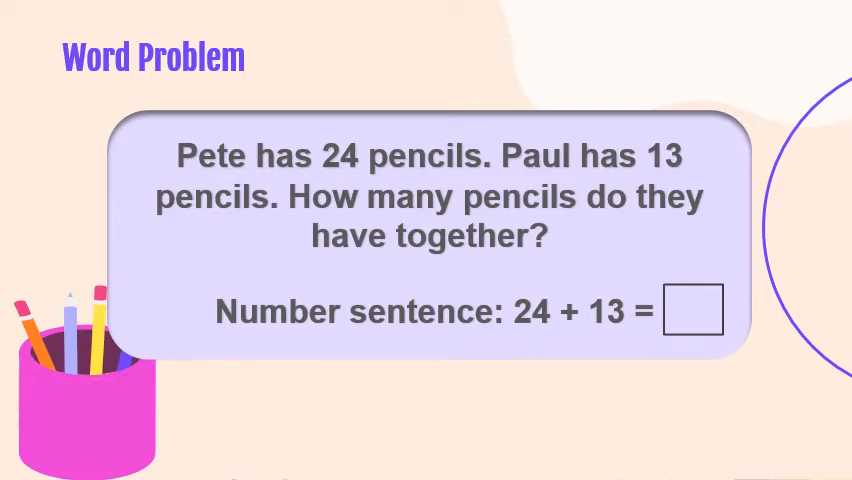 Word Problem
Pete has 24 pencils. Paul has 13
pencils. How many pencils do they
have together?
Number sentence: 24 + 13 =